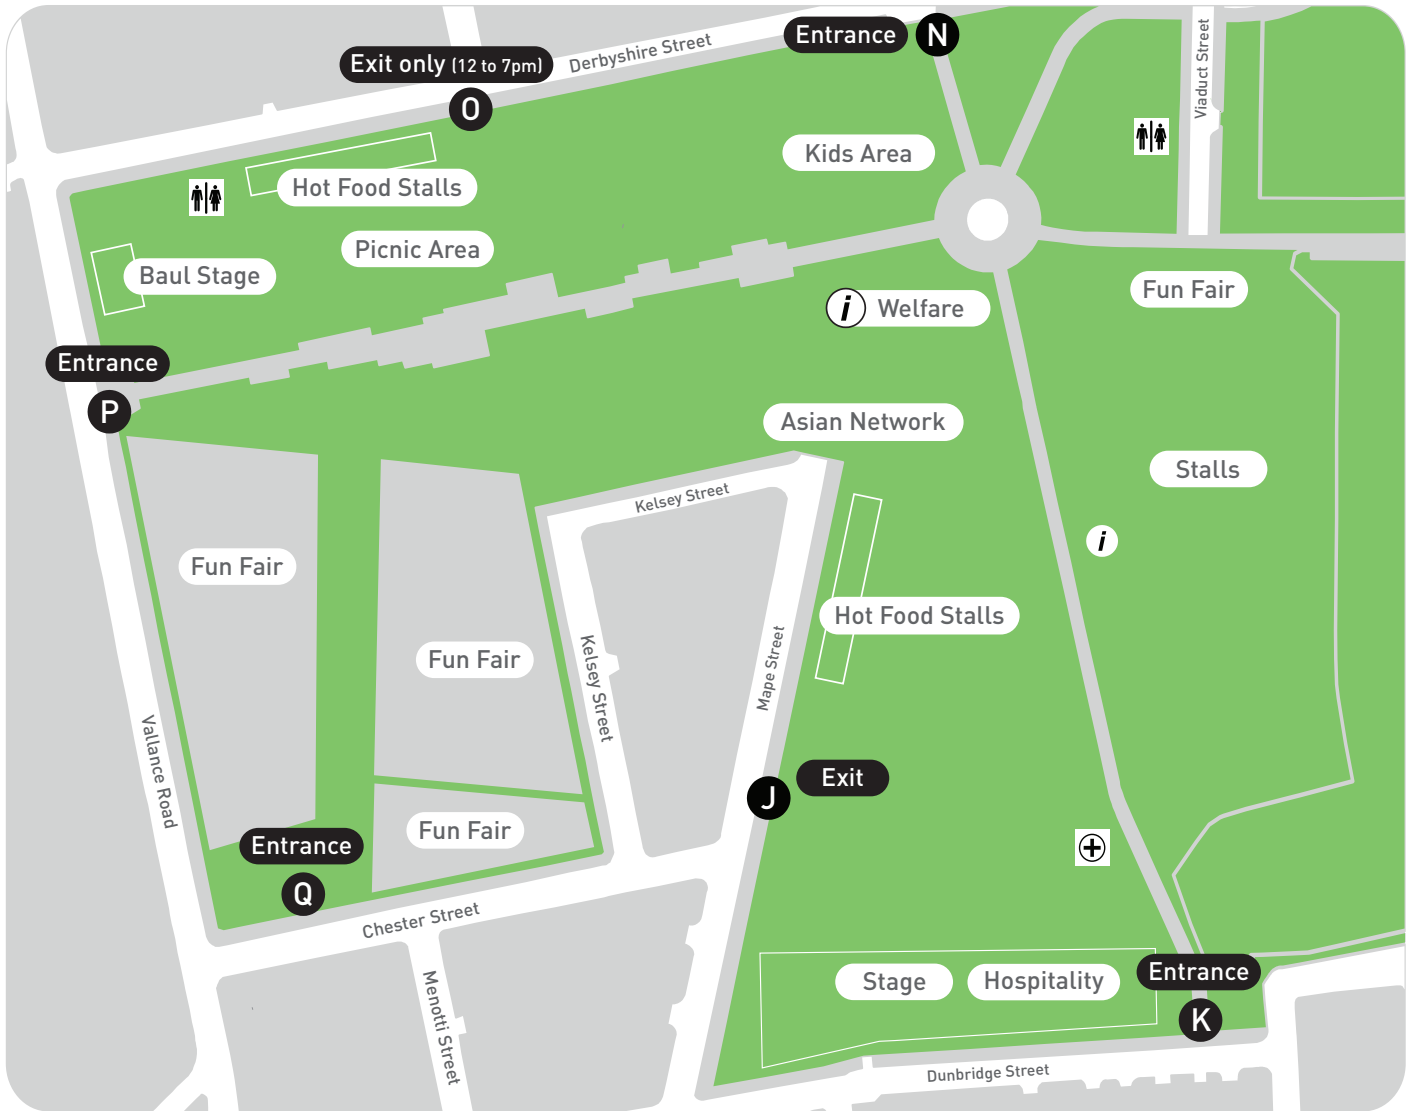 Entrance N
Viaduct Street
Derbyshire Street
Exit only (12 to 7pm)
O
Kids Area
Hot Food Stalls
Picnic Area
Baul Stage
Fun Fair
i Welfare
Entrance
P
Asian Network
Stalls
Kelsey Street
i
Fun Fair
Hot Food Stalls
Kelsey Street
Mape Street
Fun Fair
Vallance Road
J Exit
Fun Fair
Entrance
Q
Chester Street
Menotti Street
Stage
Hospitality
Entrance
K
Dunbridge Street